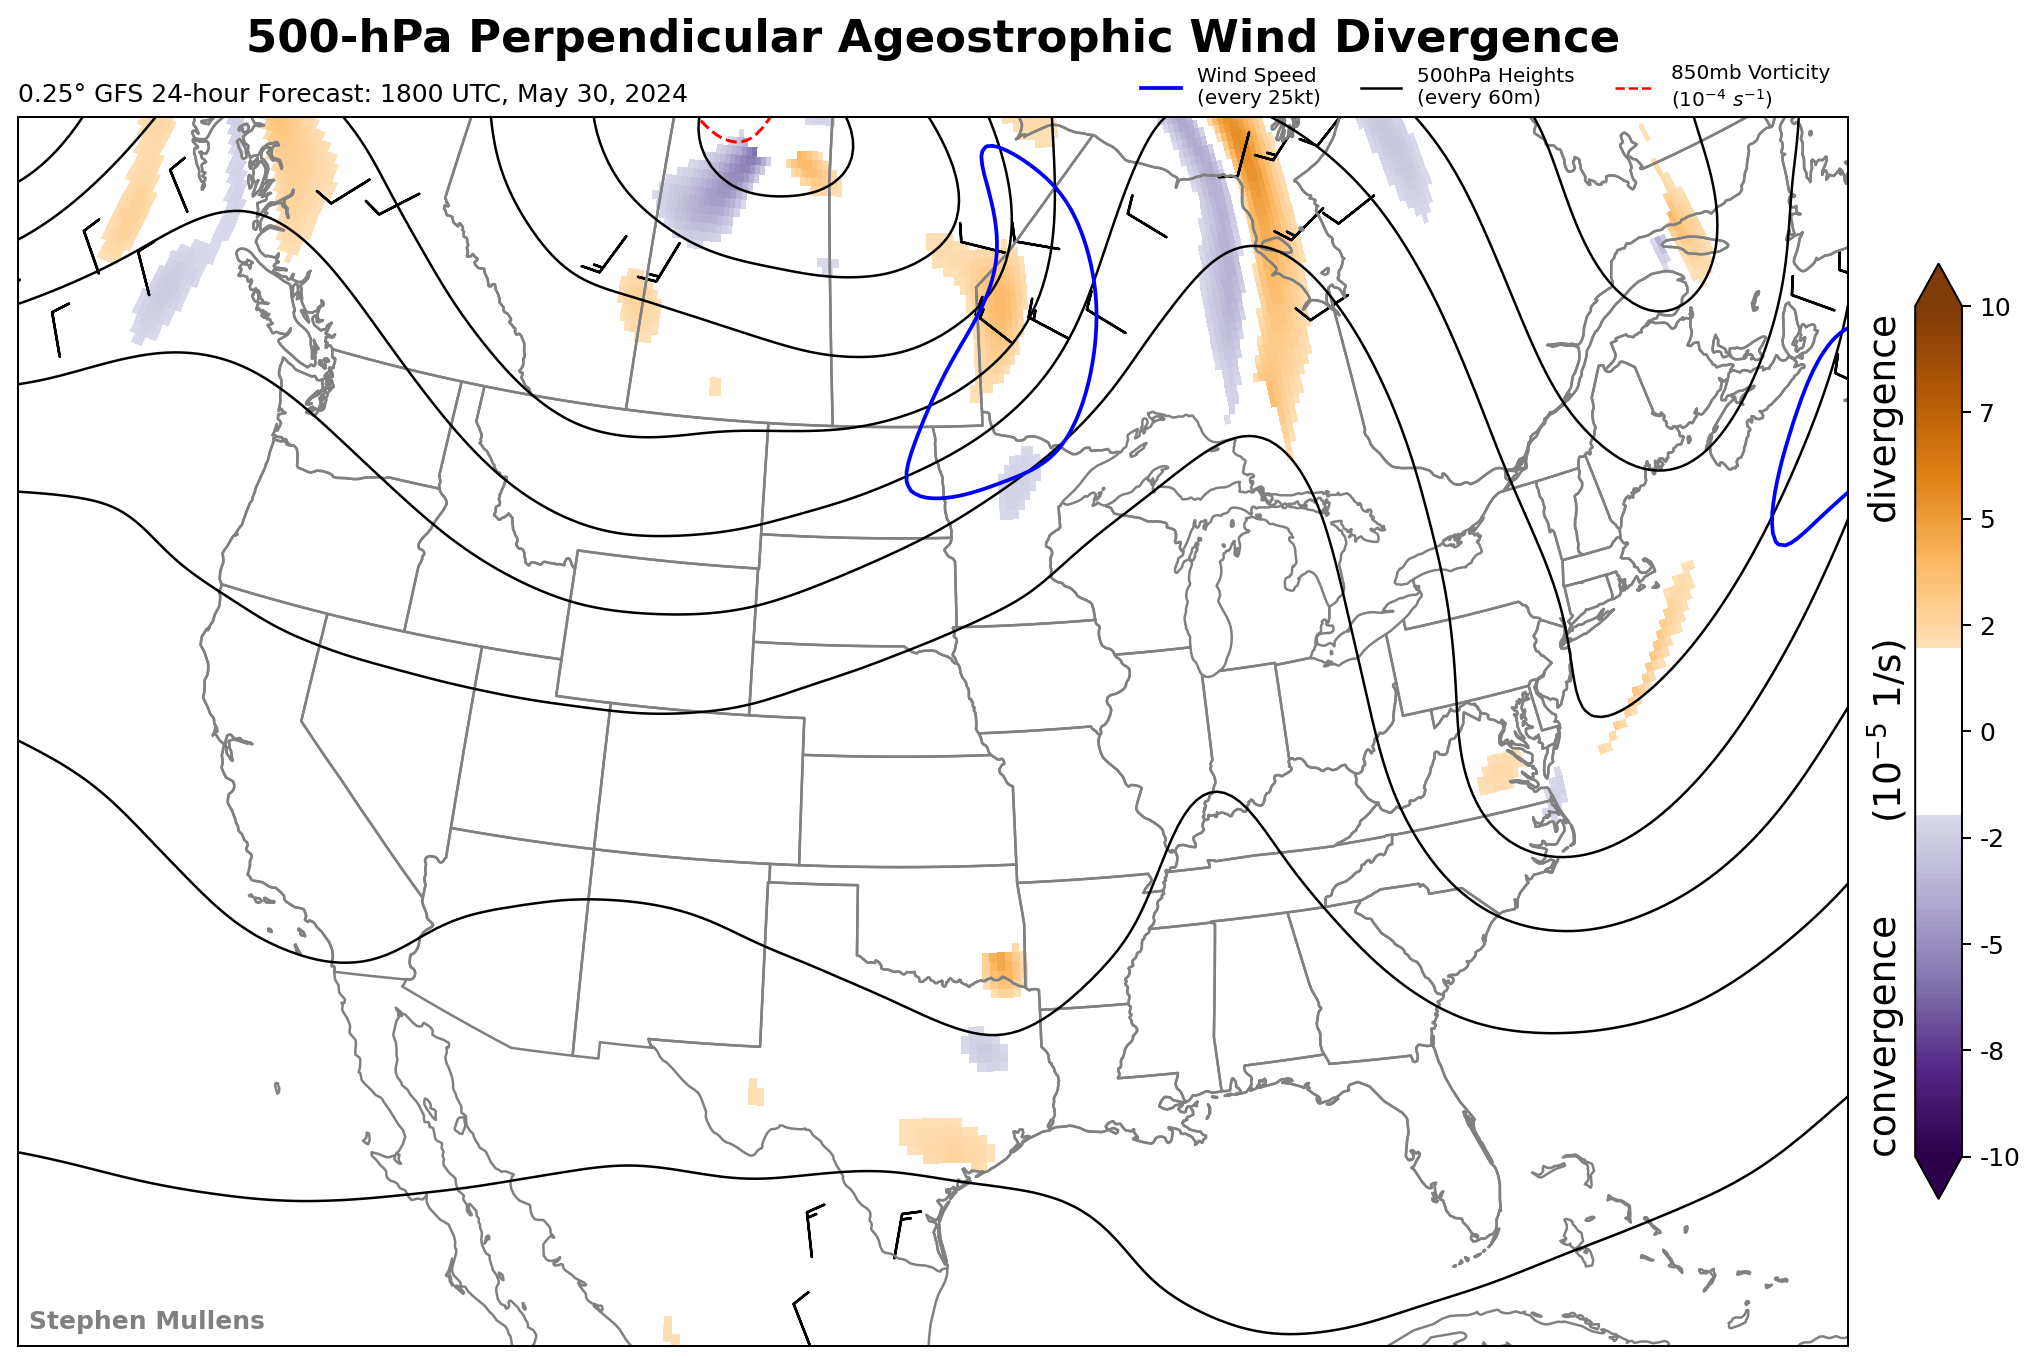 500-hPa Perpendicular Ageostrophic Wind Divergence
0.25° GFS 24-hour Forecast: 1800 UTC, May 30, 2024
Wind Speed
(every 25kt)
500hPa Heights
(every 60m)
850mb Vorticity
(10⁻⁴ s⁻¹)
10
7
5
2
0
-2
-5
-8
-10
convergence (10⁻⁵ 1/s) divergence
Stephen Mullens